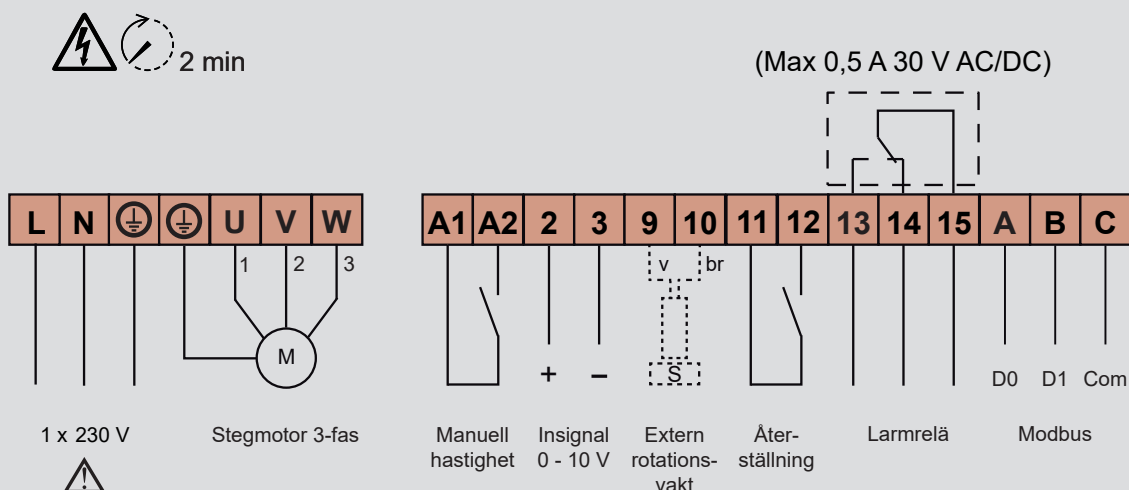 2 min
(Max 0,5 A 30 V AC/DC)
L N U V W A1 A2 2 3 9 10 11 12 13 14 15 A B C
1 2 3 v br
M
+ – S D0 D1 Com
1 x 230 V Stegmotor 3-fas Manuell Insignal Extern Åter- Larmrelä Modbus
hastighet 0 - 10 V rotations- ställning
vakt